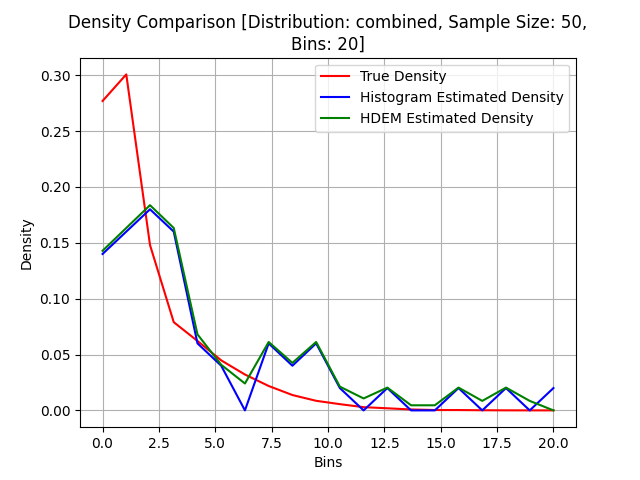 Density Comparison [Distribution: combined, Sample Size: 50,
Bins: 20]
True Density
Histogram Estimated Density
HDEM Estimated Density
Density
0.30
0.25
0.20
0.15
0.10
0.05
0.00
0.0 2.5 5.0 7.5 10.0 12.5 15.0 17.5 20.0
Bins